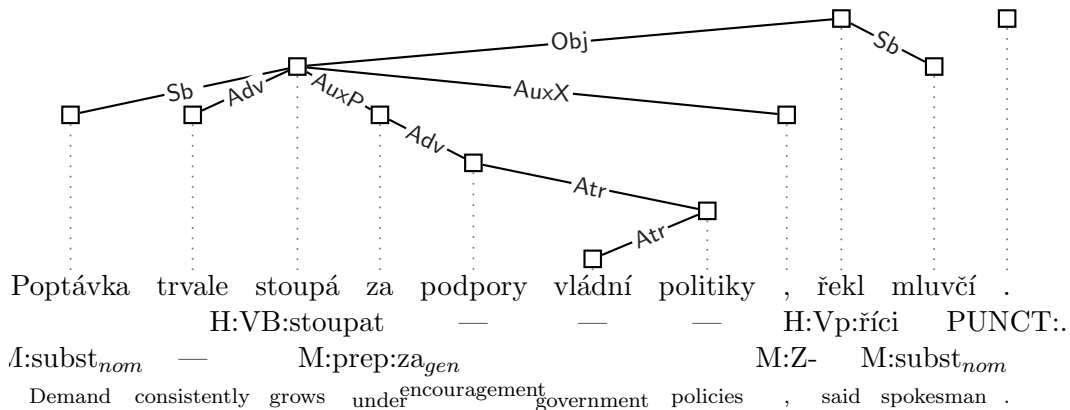 Obj Sb
Sb Adv AuxP AuxX
Adv
Atr
Atr
Poptávka trvale stoupá za podpory vládní politiky , řekl mluvčí .
H:VB:stoupat — — — H:Vp:říci PUNCT:.
M:subst_nom — M:prep:za_gen M:Z- M:subst_nom
Demand consistently grows under encouragement government policies , said spokesman .